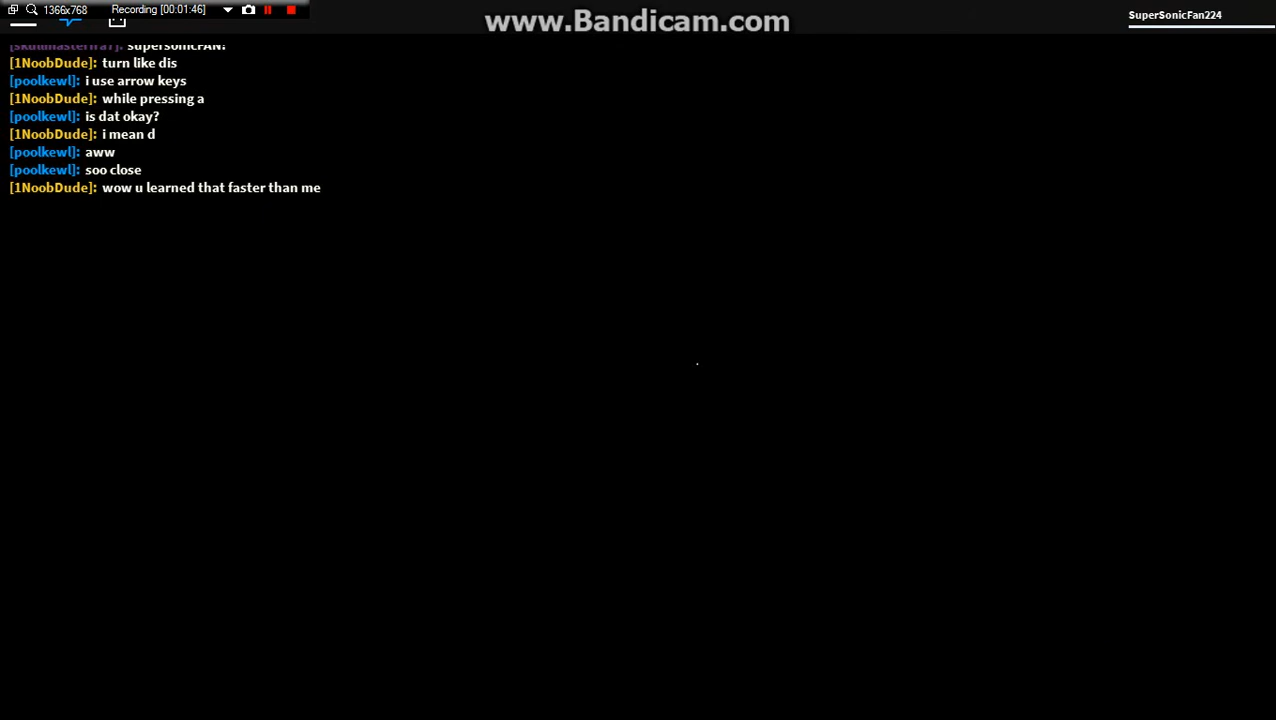 1366x768 Recording [00:01:46]
www.Bandicam.com
SuperSonicFan224
supersonicFAN!
[1NoobDude]: turn like dis
[poolkewl]: i use arrow keys
[1NoobDude]: while pressing a
[poolkewl]: is dat okay?
[1NoobDude]: i mean d
[poolkewl]: aww
[poolkewl]: soo close
[1NoobDude]: wow u learned that faster than me